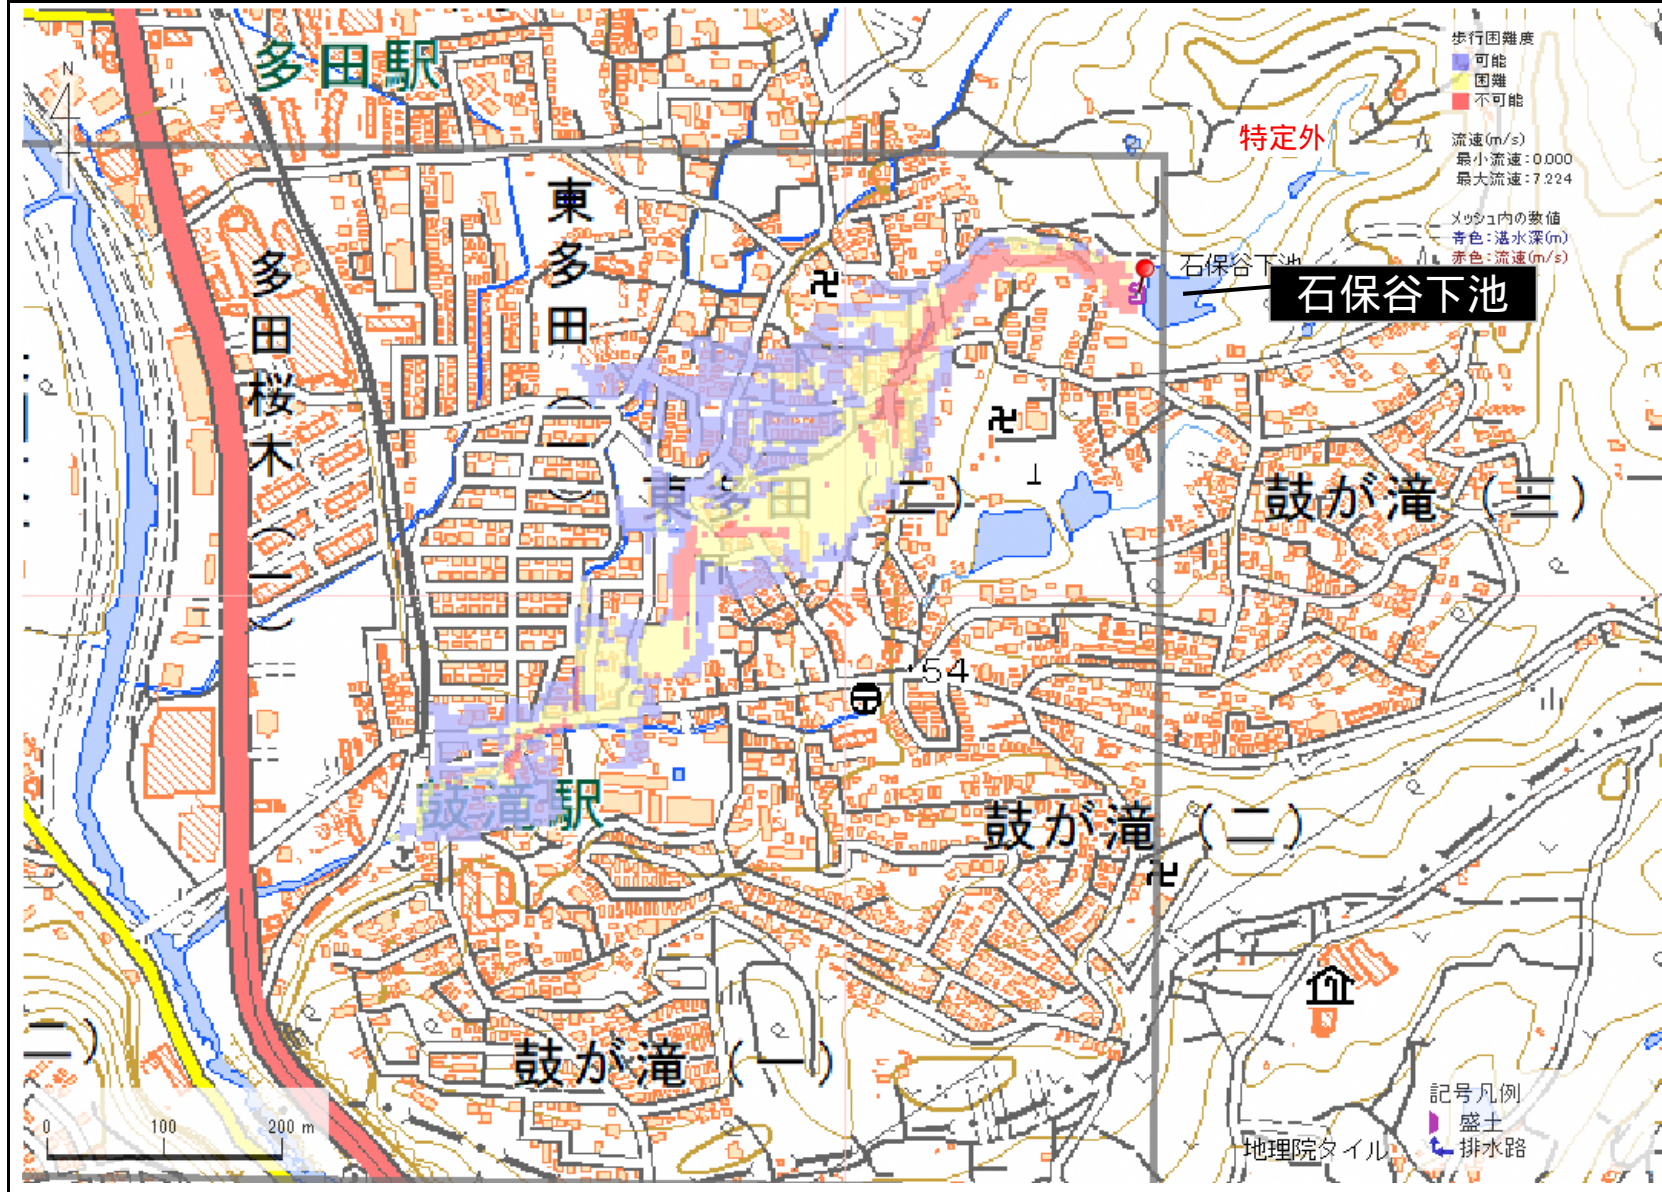 多田駅
N
歩行困難度
可能
困難
不可能
特定外
流速(m/s)
最小流速:0.000
最大流速:7.224
メッシュ内の数値
青色:湛水深(m)
赤色:流速(m/s)
東多田(一)
多田桜木(一)
石保谷下池
石保谷下池
東多田(二)
鼓が滝(三)
54
鼓滝駅
鼓が滝(二)
二)
鼓が滝(一)
0 100 200 m
記号凡例
盛土
排水路
地理院タイル